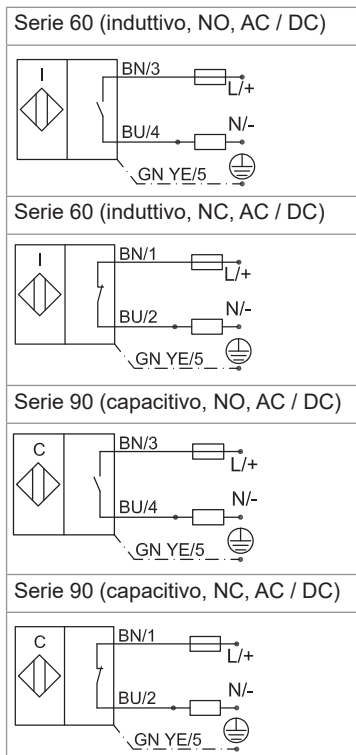 Serie 60 (induttivo, NO, AC / DC)
I
BN/3
L/+
N/-
BU/4
GN YE/5
Serie 60 (induttivo, NC, AC / DC)
I
BN/1
L/+
N/-
BU/2
GN YE/5
Serie 90 (capacitivo, NO, AC / DC)
C
BN/3
L/+
N/-
BU/4
GN YE/5
Serie 90 (capacitivo, NC, AC / DC)
C
BN/1
L/+
N/-
BU/2
GN YE/5